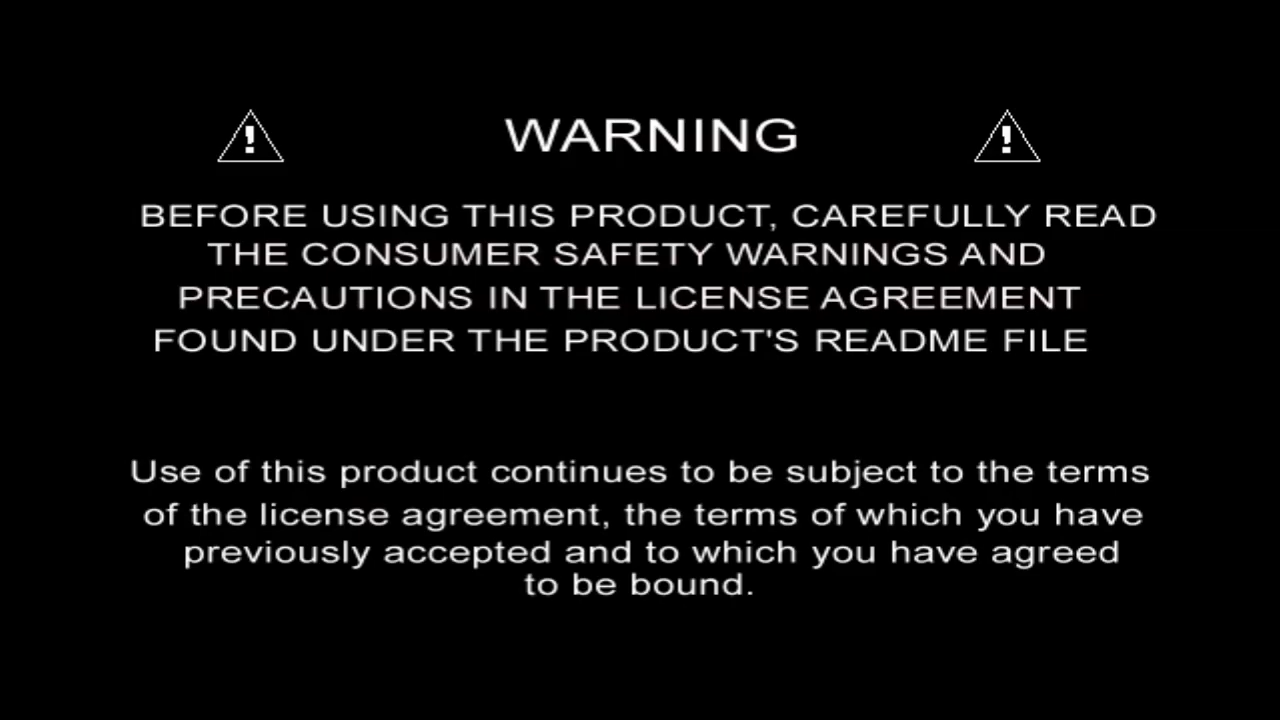 WARNING
BEFORE USING THIS PRODUCT, CAREFULLY READ
THE CONSUMER SAFETY WARNINGS AND
PRECAUTIONS IN THE LICENSE AGREEMENT
FOUND UNDER THE PRODUCT'S README FILE
Use of this product continues to be subject to the terms
of the license agreement, the terms of which you have
previously accepted and to which you have agreed
to be bound.